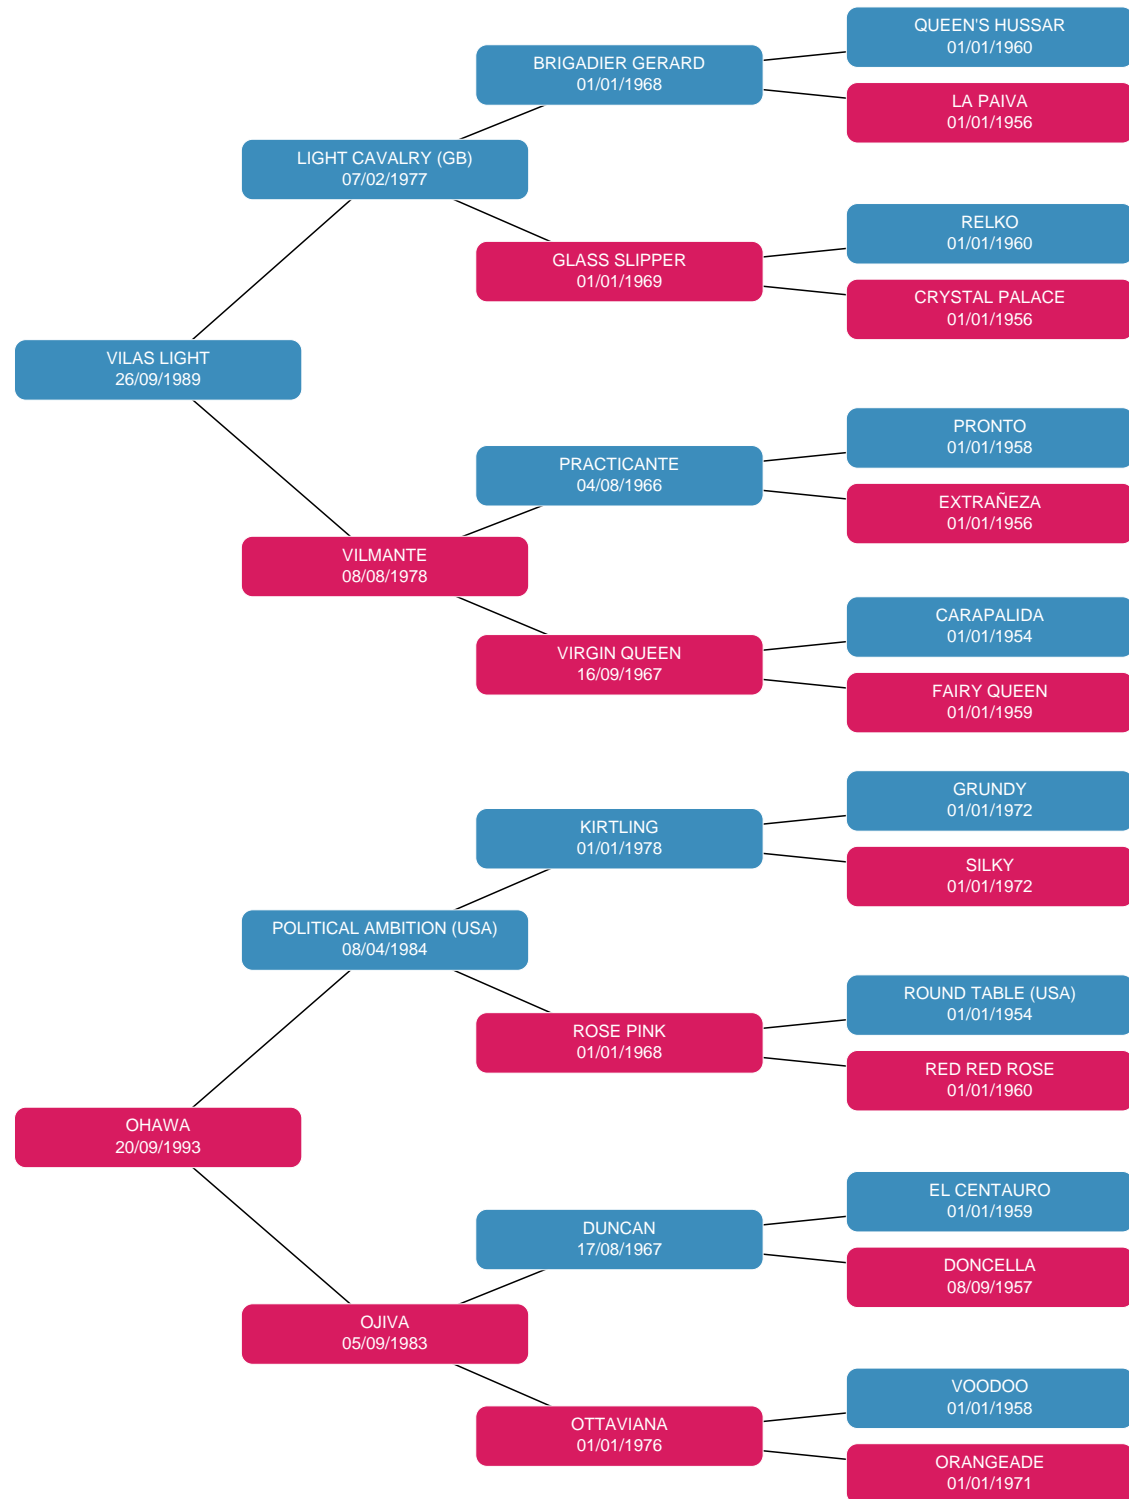 QUEEN'S HUSSAR
01/01/1960
BRIGADIER GERARD
01/01/1968
LA PAIVA
01/01/1956
LIGHT CAVALRY (GB)
07/02/1977
RELKO
01/01/1960
GLASS SLIPPER
01/01/1969
CRYSTAL PALACE
01/01/1956
VILAS LIGHT
26/09/1989
PRONTO
01/01/1958
PRACTICANTE
04/08/1966
EXTRAÑEZA
01/01/1956
VILMANTE
08/08/1978
CARAPALIDA
01/01/1954
VIRGIN QUEEN
16/09/1967
FAIRY QUEEN
01/01/1959
GRUNDY
01/01/1972
KIRTLING
01/01/1978
SILKY
01/01/1972
POLITICAL AMBITION (USA)
08/04/1984
ROUND TABLE (USA)
01/01/1954
ROSE PINK
01/01/1968
RED RED ROSE
01/01/1960
OHAWA
20/09/1993
EL CENTAURO
01/01/1959
DUNCAN
17/08/1967
DONCELLA
08/09/1957
OJIVA
05/09/1983
VOODOO
01/01/1958
OTTAVIANA
01/01/1976
ORANGEADE
01/01/1971